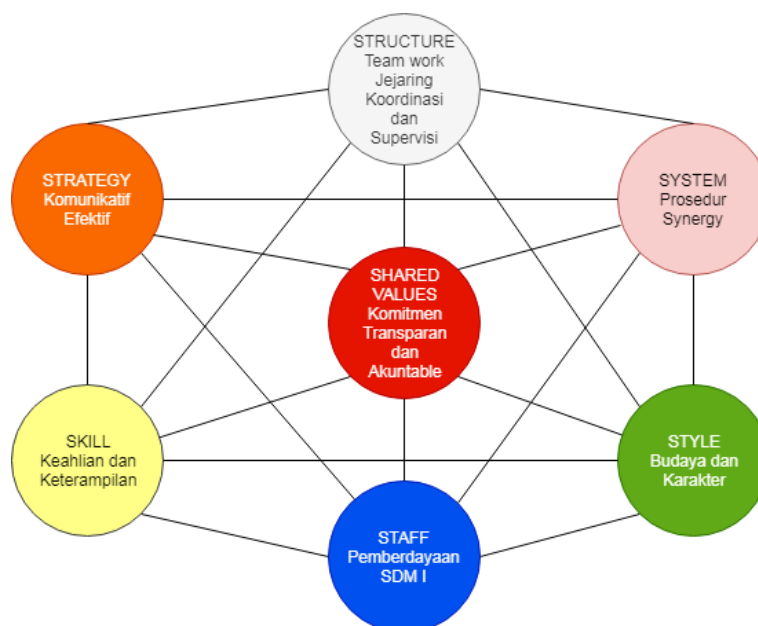 STRUCTURE
Team work
Jejaring
Koordinasi
dan
Supervisi
STRATEGY
Komunikatif
Efektif
SYSTEM
Prosedur
Synergy
SHARED
VALUES
Komitmen
Transparan
dan
Akuntable
SKILL
Keahlian dan
Keterampilan
STYLE
Budaya dan
Karakter
STAFF
Pemberdayaan
SDM I